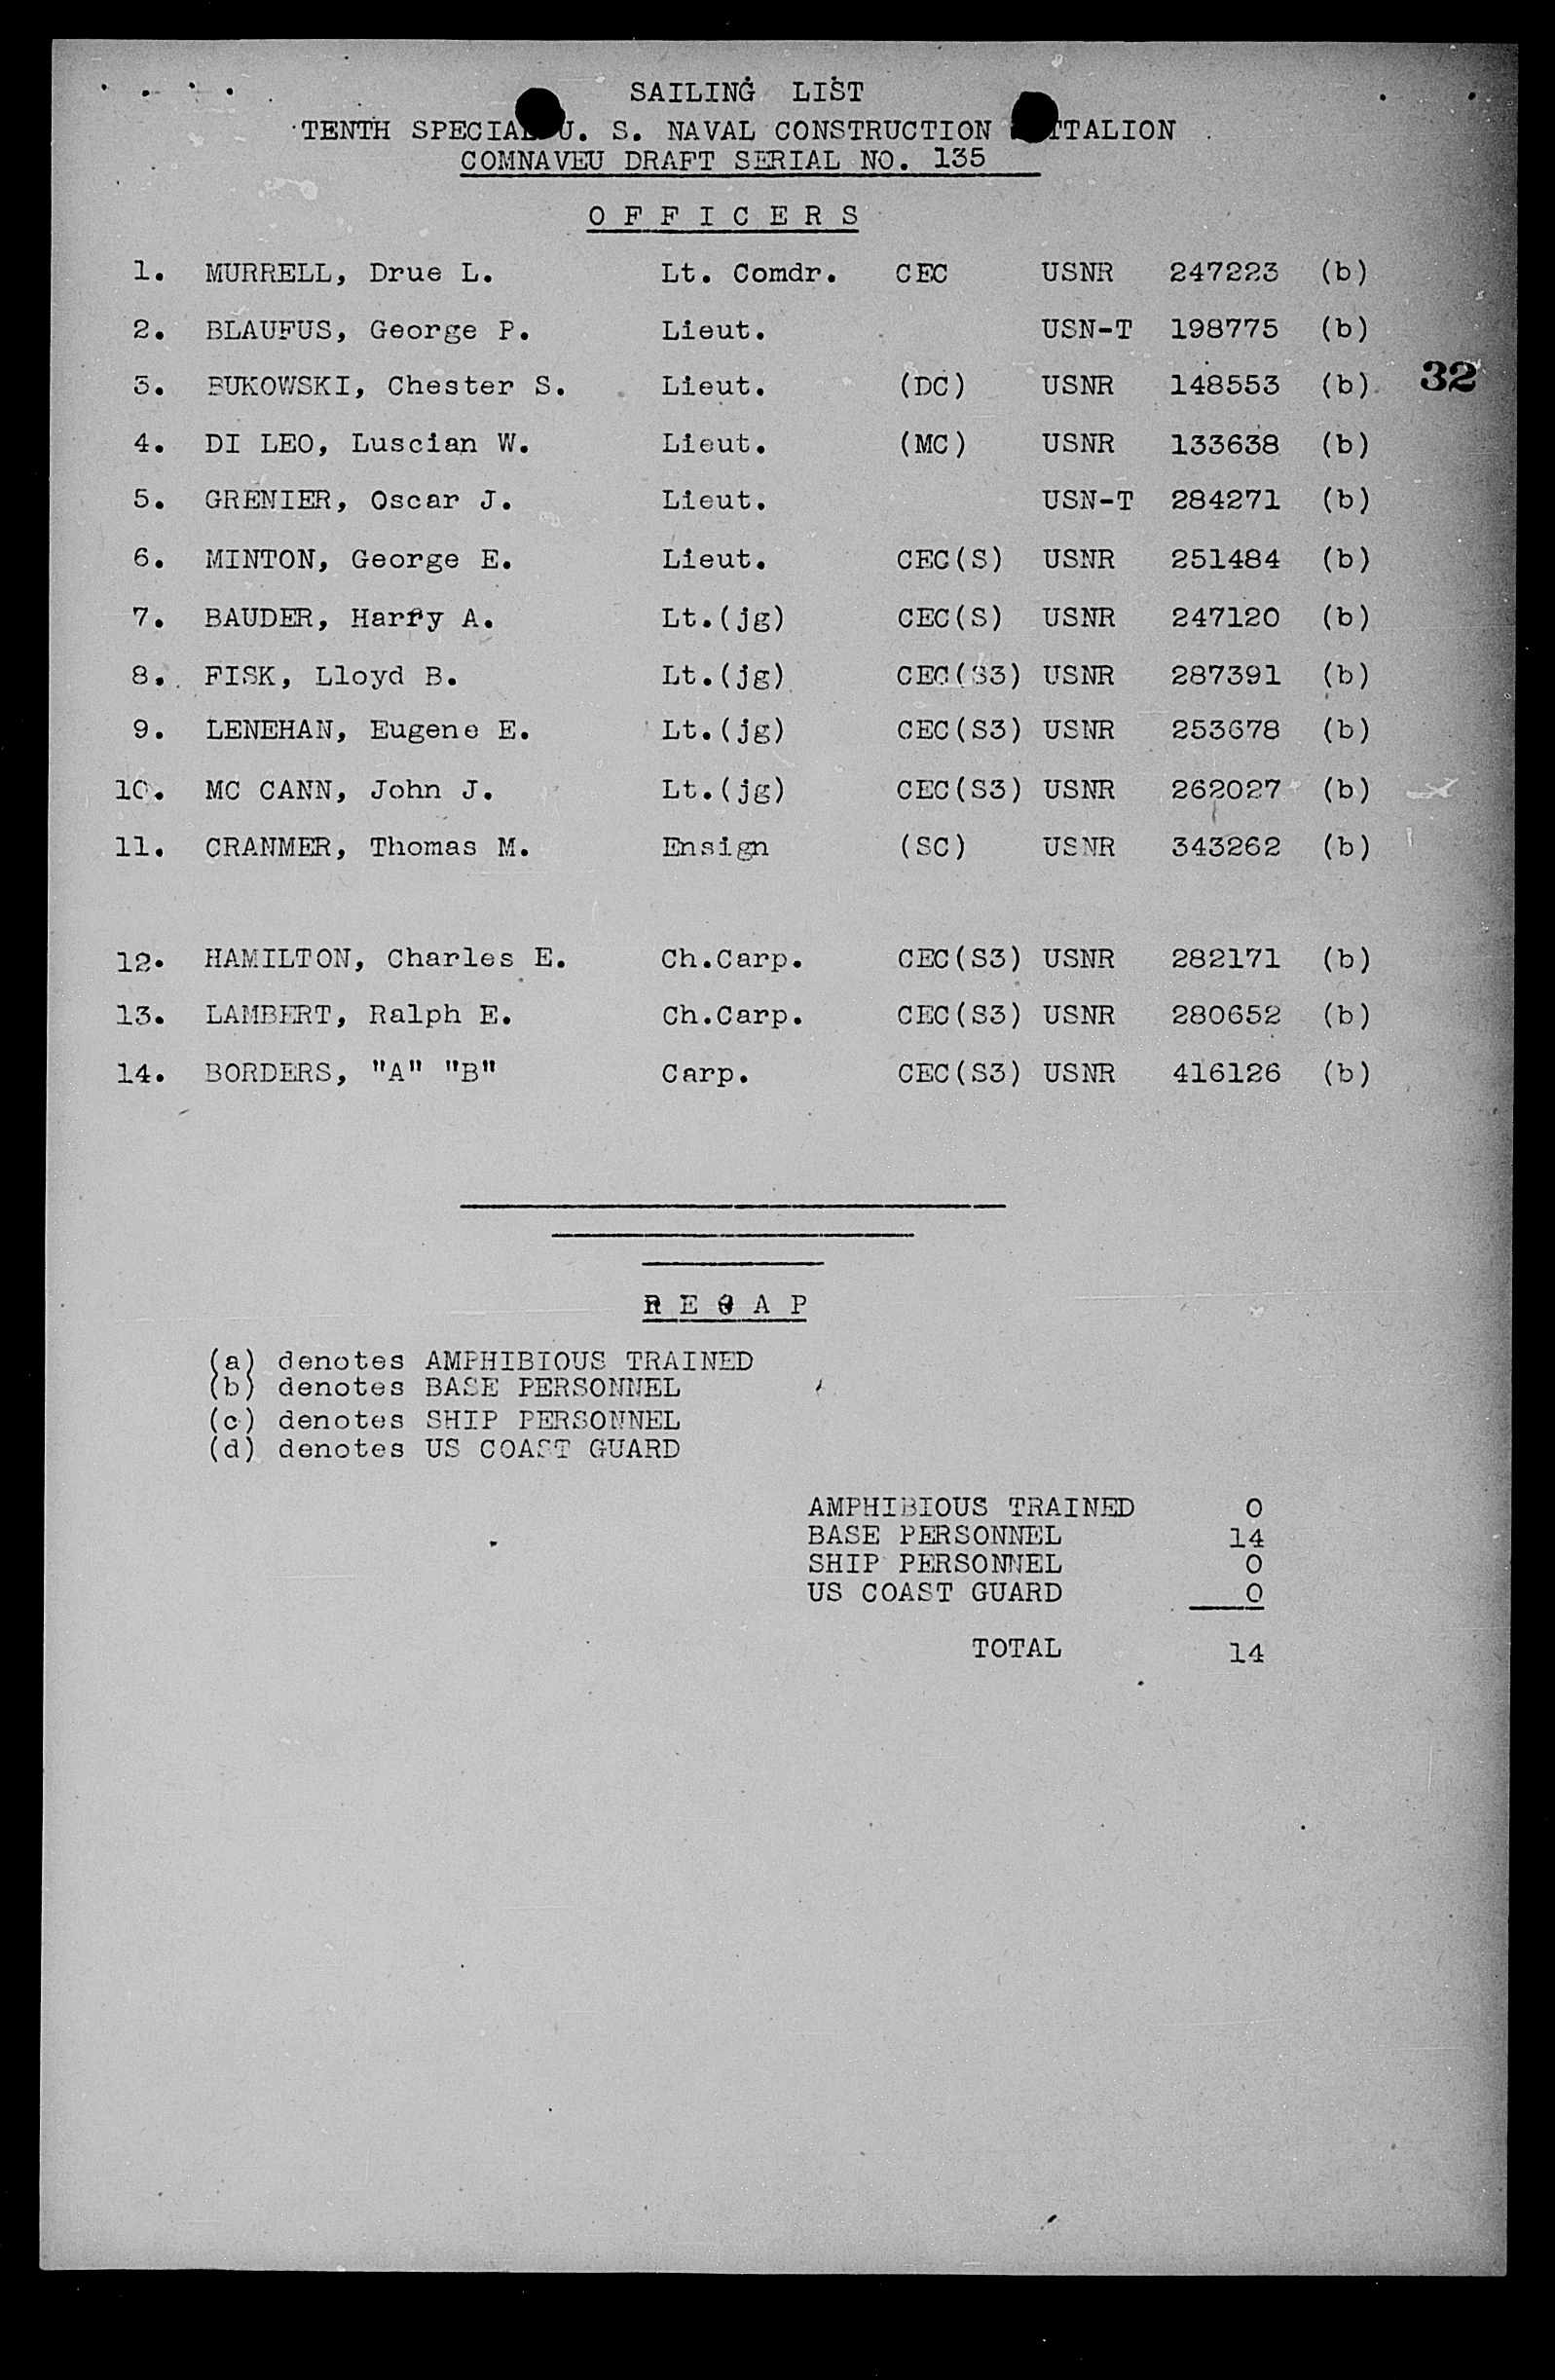 SAILING LIST
TENTH SPECIAL U. S. NAVAL CONSTRUCTION BATTALION
COMNAVEU DRAFT SERIAL NO. 135
O F F I C E R S
1. MURRELL, Drue L. Lt. Comdr. CEC USNR 247223 (b)
2. BLAUFUS, George P. Lieut. USN-T 198775 (b)
3. BUKOWSKI, Chester S. Lieut. (DC) USNR 148553 (b) 32
4. DI LEO, Luscian W. Lieut. (MC) USNR 133638 (b)
5. GRENIER, Oscar J. Lieut. USN-T 284271 (b)
6. MINTON, George E. Lieut. CEC(S) USNR 251484 (b)
7. BAUDER, Harry A. Lt.(jg) CEC(S) USNR 247120 (b)
8. FISK, Lloyd B. Lt.(jg) CEC(S3) USNR 287391 (b)
9. LENEHAN, Eugene E. Lt.(jg) CEC(S3) USNR 253678 (b)
10. MC CANN, John J. Lt.(jg) CEC(S3) USNR 262027 (b)
11. CRANMER, Thomas M. Ensign (SC) USNR 343262 (b)
12. HAMILTON, Charles E. Ch.Carp. CEC(S3) USNR 282171 (b)
13. LAMBERT, Ralph E. Ch.Carp. CEC(S3) USNR 280652 (b)
14. BORDERS, "A" "B" Carp. CEC(S3) USNR 416126 (b)
R E C A P
(a) denotes AMPHIBIOUS TRAINED
(b) denotes BASE PERSONNEL
(c) denotes SHIP PERSONNEL
(d) denotes US COAST GUARD
AMPHIBIOUS TRAINED 0
BASE PERSONNEL 14
SHIP PERSONNEL 0
US COAST GUARD 0
TOTAL 14